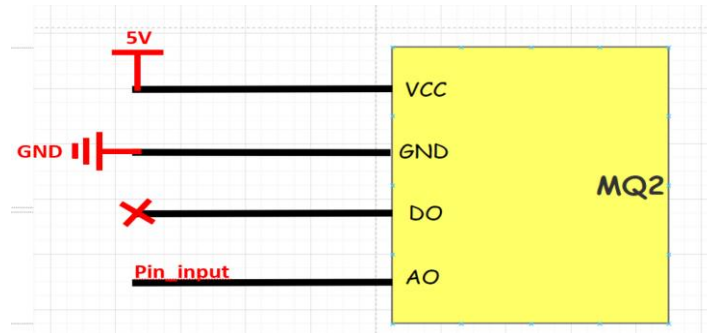 5V
VCC
GND
GND
MQ2
DO
Pin_input
AO